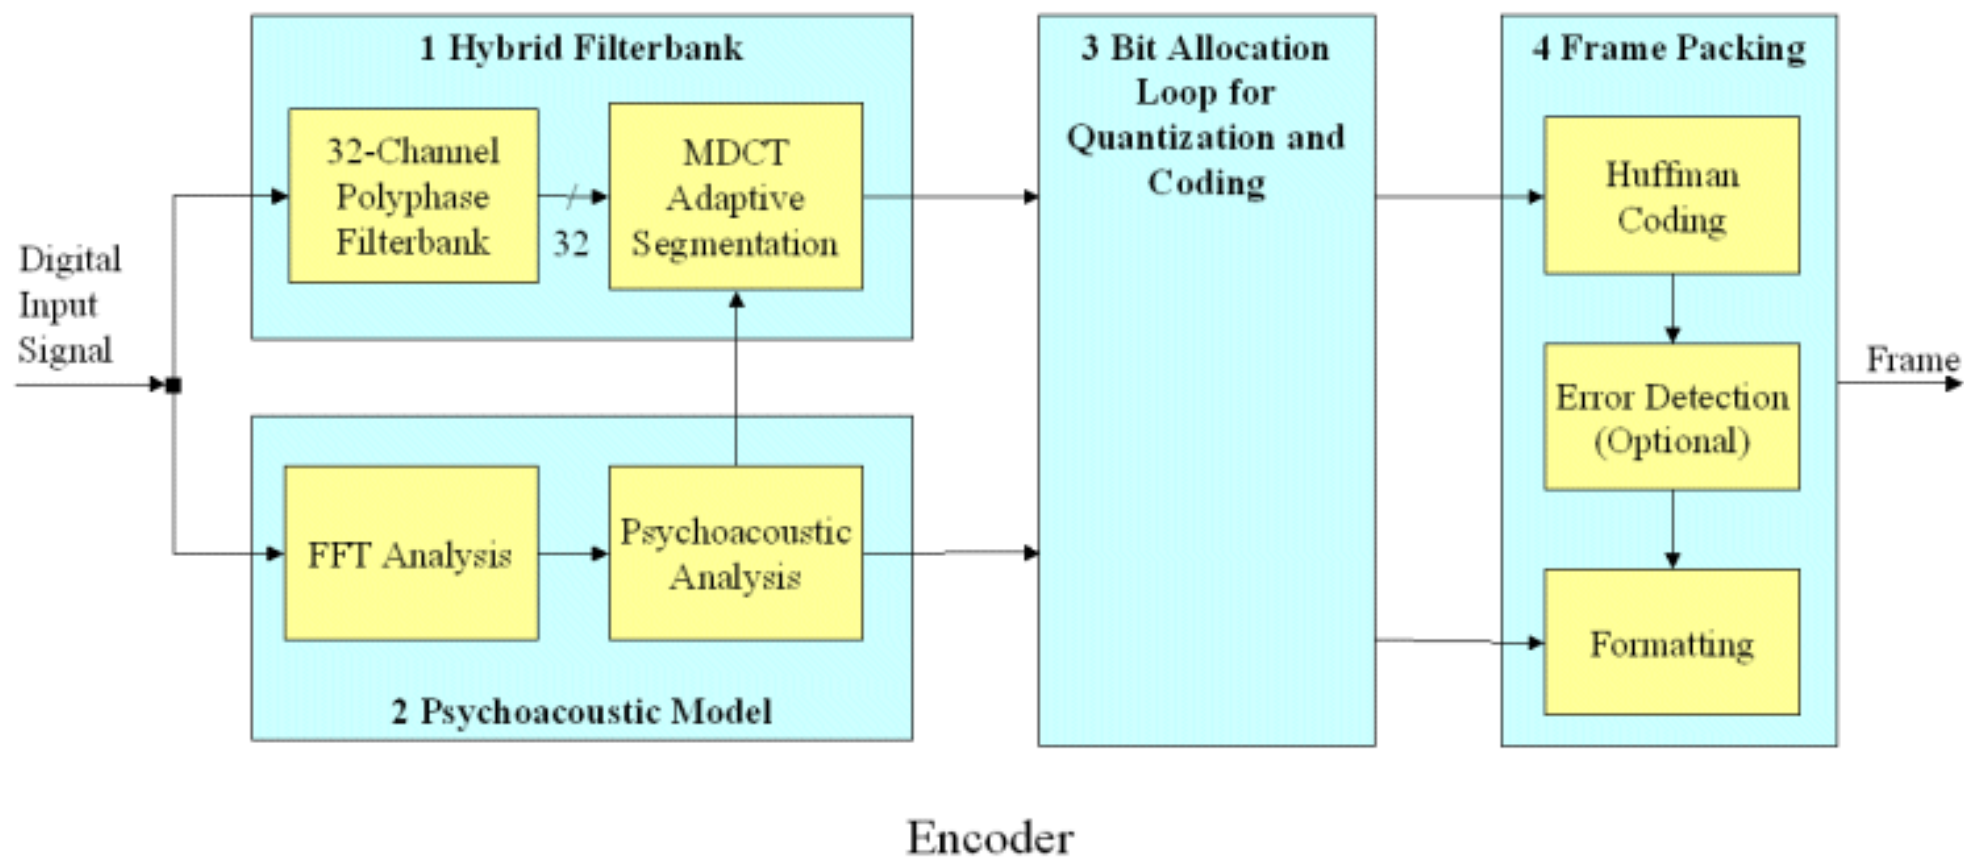 1 Hybrid Filterbank
32-Channel
Polyphase
Filterbank
/
32
MDCT
Adaptive
Segmentation
Digital
Input
Signal
FFT Analysis
Psychoacoustic
Analysis
2 Psychoacoustic Model
3 Bit Allocation
Loop for
Quantization and
Coding
4 Frame Packing
Huffman
Coding
Error Detection
(Optional)
Formatting
Frame
Encoder